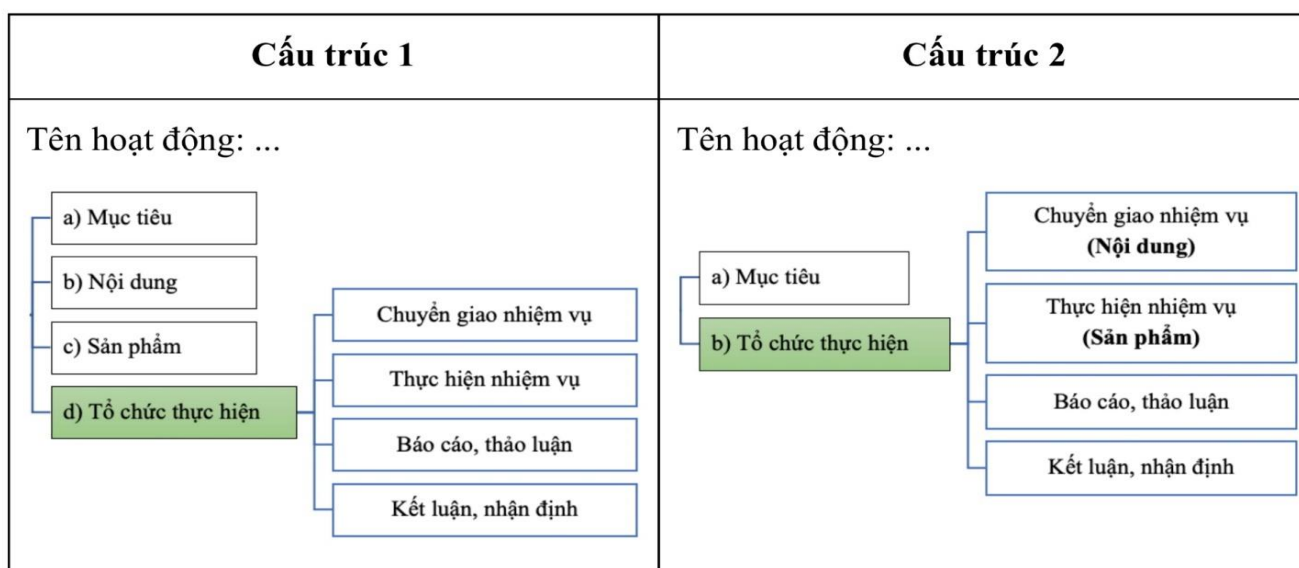 Cấu trúc 1
Cấu trúc 2
Tên hoạt động: ...
a) Mục tiêu
b) Nội dung
c) Sản phẩm
d) Tổ chức thực hiện
Chuyển giao nhiệm vụ
Thực hiện nhiệm vụ
Báo cáo, thảo luận
Kết luận, nhận định
Tên hoạt động: ...
a) Mục tiêu
b) Tổ chức thực hiện
Chuyển giao nhiệm vụ
(Nội dung)
Thực hiện nhiệm vụ
(Sản phẩm)
Báo cáo, thảo luận
Kết luận, nhận định